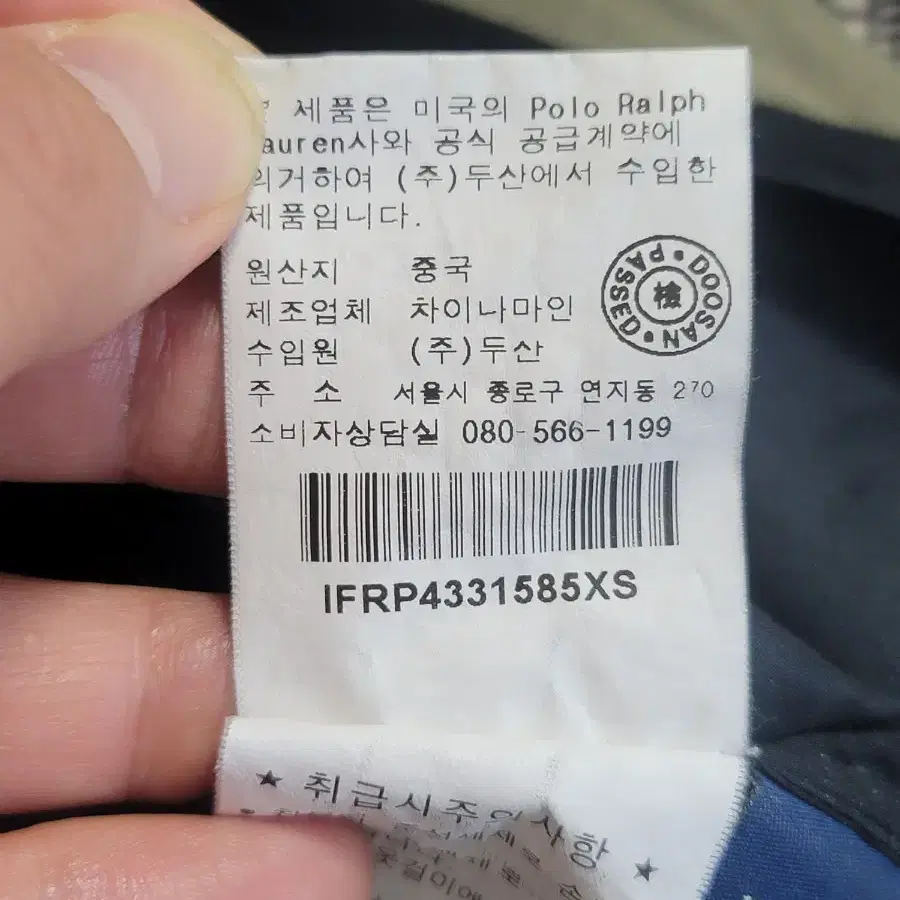 제품은 미국의 Polo Ralph
auren사와 공식 공급계약에
의거하여 (주)두산에서 수입한
제품입니다.
원산지 중국
제조업체 차이나마인
수입원 (주)두산
주 소 서울시 종로구 연지동 270
소비자상담실 080-566-1199
DOOSAN • PASSED •
檢
IFRP4331585XS
★ 취급시주의사항 ★